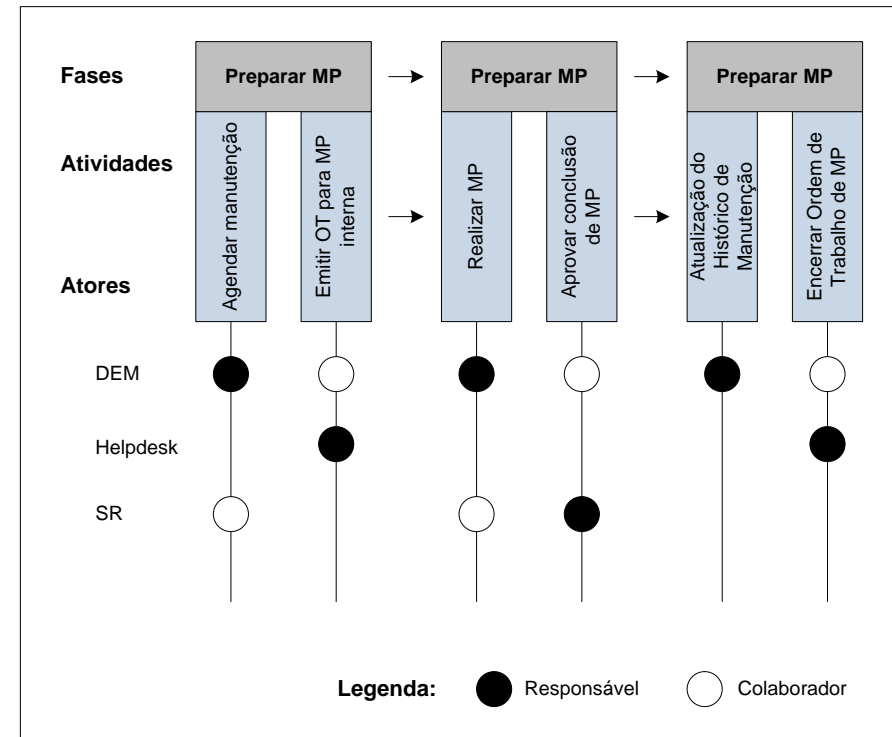 Fases
Preparar MP
Preparar MP
Preparar MP
Atividades
Agendar manutenção
Emitir OT para MP
interna
Realizar MP
Aprovar conclusão
de MP
Atualização do
Histórico de
Manutenção
Encerrar Ordem de
Trabalho de MP
Atores
DEM
Helpdesk
SR
Legenda:
Responsável
Colaborador